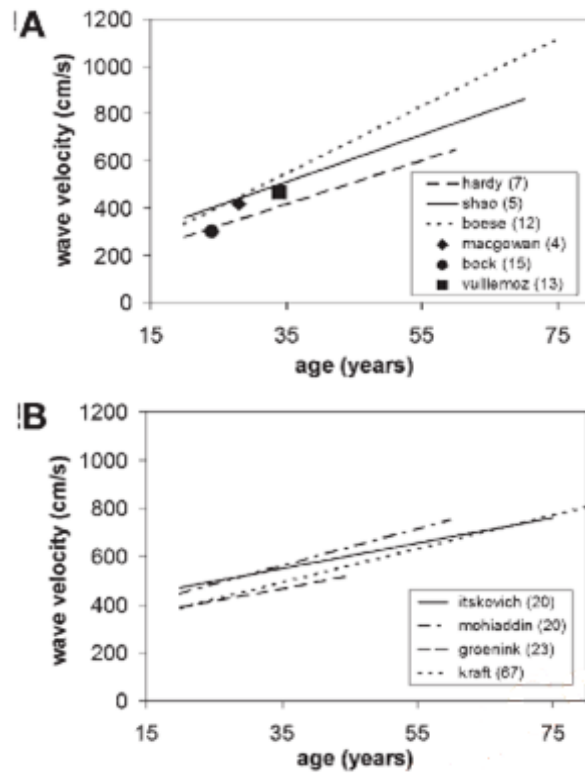 A
1200
1000
800
600
400
200
0
wave velocity (cm/s)
hardy (7)
shao (5)
boese (12)
macgowan (4)
bock (15)
vulliemoz (13)
15 35 55 75
age (years)
B
1200
1000
800
600
400
200
0
wave velocity (cm/s)
itskovich (20)
mohiaddin (20)
groenink (23)
kraft (67)
15 35 55 75
age (years)